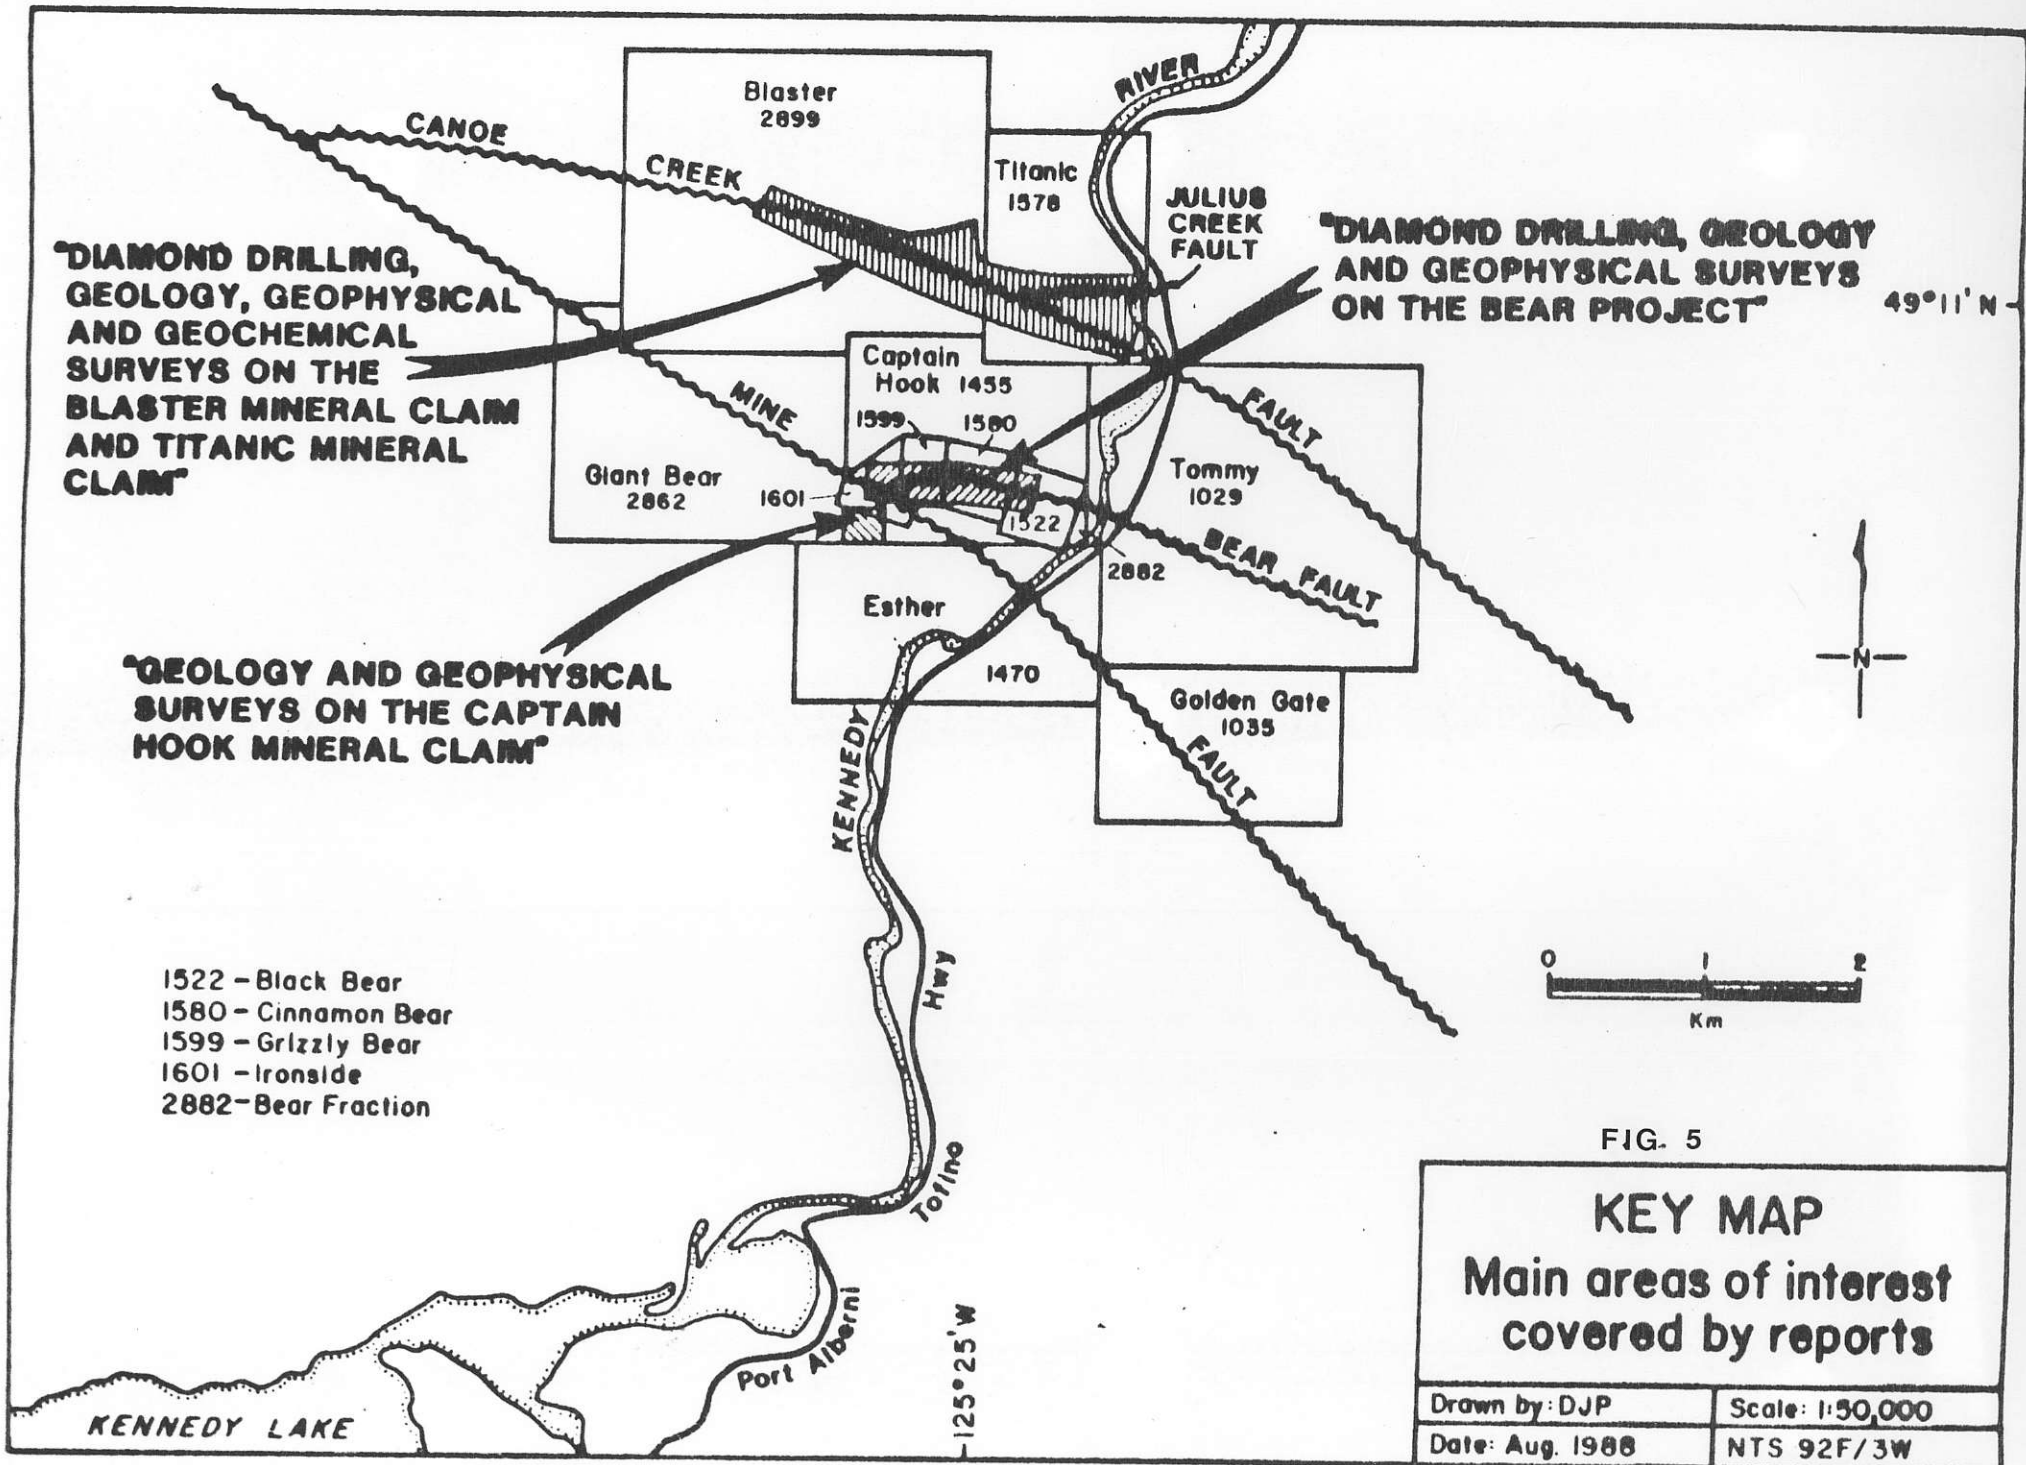 RIVER
Blaster
2899
CANOE
CREEK
Titanic
1578
JULIUS
CREEK
FAULT
"DIAMOND DRILLING,
GEOLOGY, GEOPHYSICAL
AND GEOCHEMICAL
SURVEYS ON THE
BLASTER MINERAL CLAIM
AND TITANIC MINERAL
CLAIM"
"DIAMOND DRILLING, GEOLOGY
AND GEOPHYSICAL SURVEYS
ON THE BEAR PROJECT"
49°11'N
Captain
Hook 1455
MINE
1599
1580
FAULT
Giant Bear
2862
1601
1522
Tommy
1029
BEAR FAULT
2882
Esther
1470
N
"GEOLOGY AND GEOPHYSICAL
SURVEYS ON THE CAPTAIN
HOOK MINERAL CLAIM"
Golden Gate
1035
FAULT
KENNEDY
1522 - Black Bear
1580 - Cinnamon Bear
1599 - Grizzly Bear
1601 - Ironside
2882 - Bear Fraction
Hwy
0 1 2
Km
Tofino
Port Alberni
125°25'W
KENNEDY LAKE
FIG. 5
KEY MAP
Main areas of interest
covered by reports
Drawn by: DJP
Scale: 1:50,000
Date: Aug. 1988
NTS 92F/3W